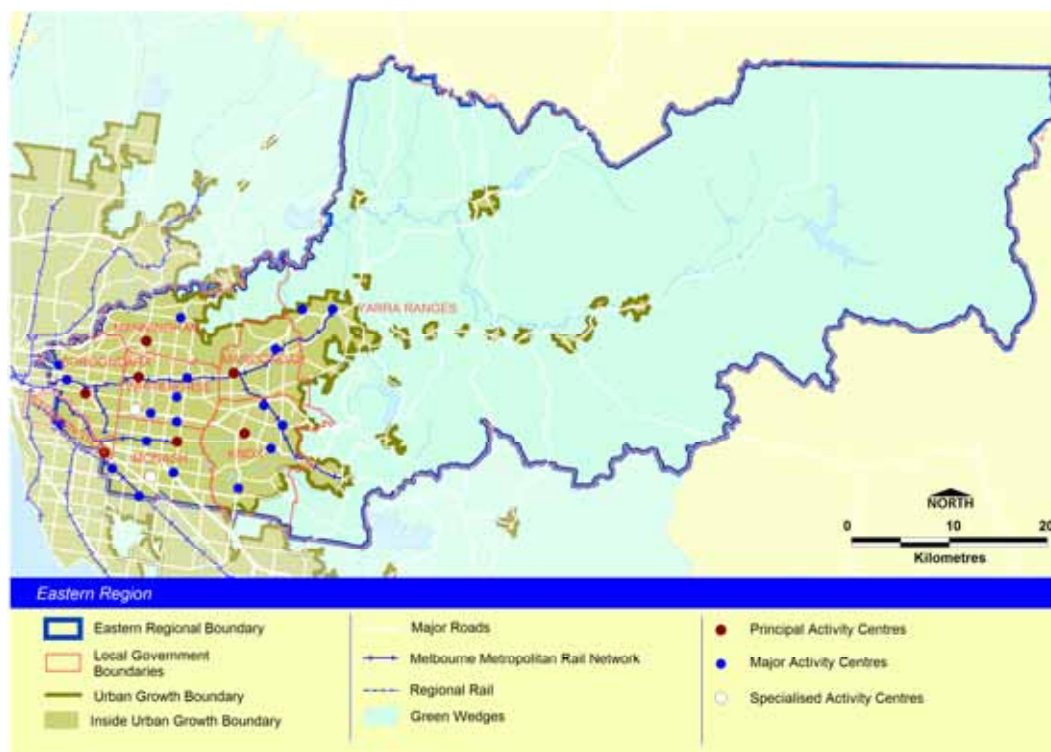 YARRA RANGES
MANNINGHAM
MAROONDAH
WHITEHORSE
MONASH
KNOX
NORTH
0 10 20
Kilometres
Eastern Region
Eastern Regional Boundary
Local Government
Boundaries
Urban Growth Boundary
Inside Urban Growth Boundary
Major Roads
Melbourne Metropolitan Rail Network
Regional Rail
Green Wedges
Principal Activity Centres
Major Activity Centres
Specialised Activity Centres